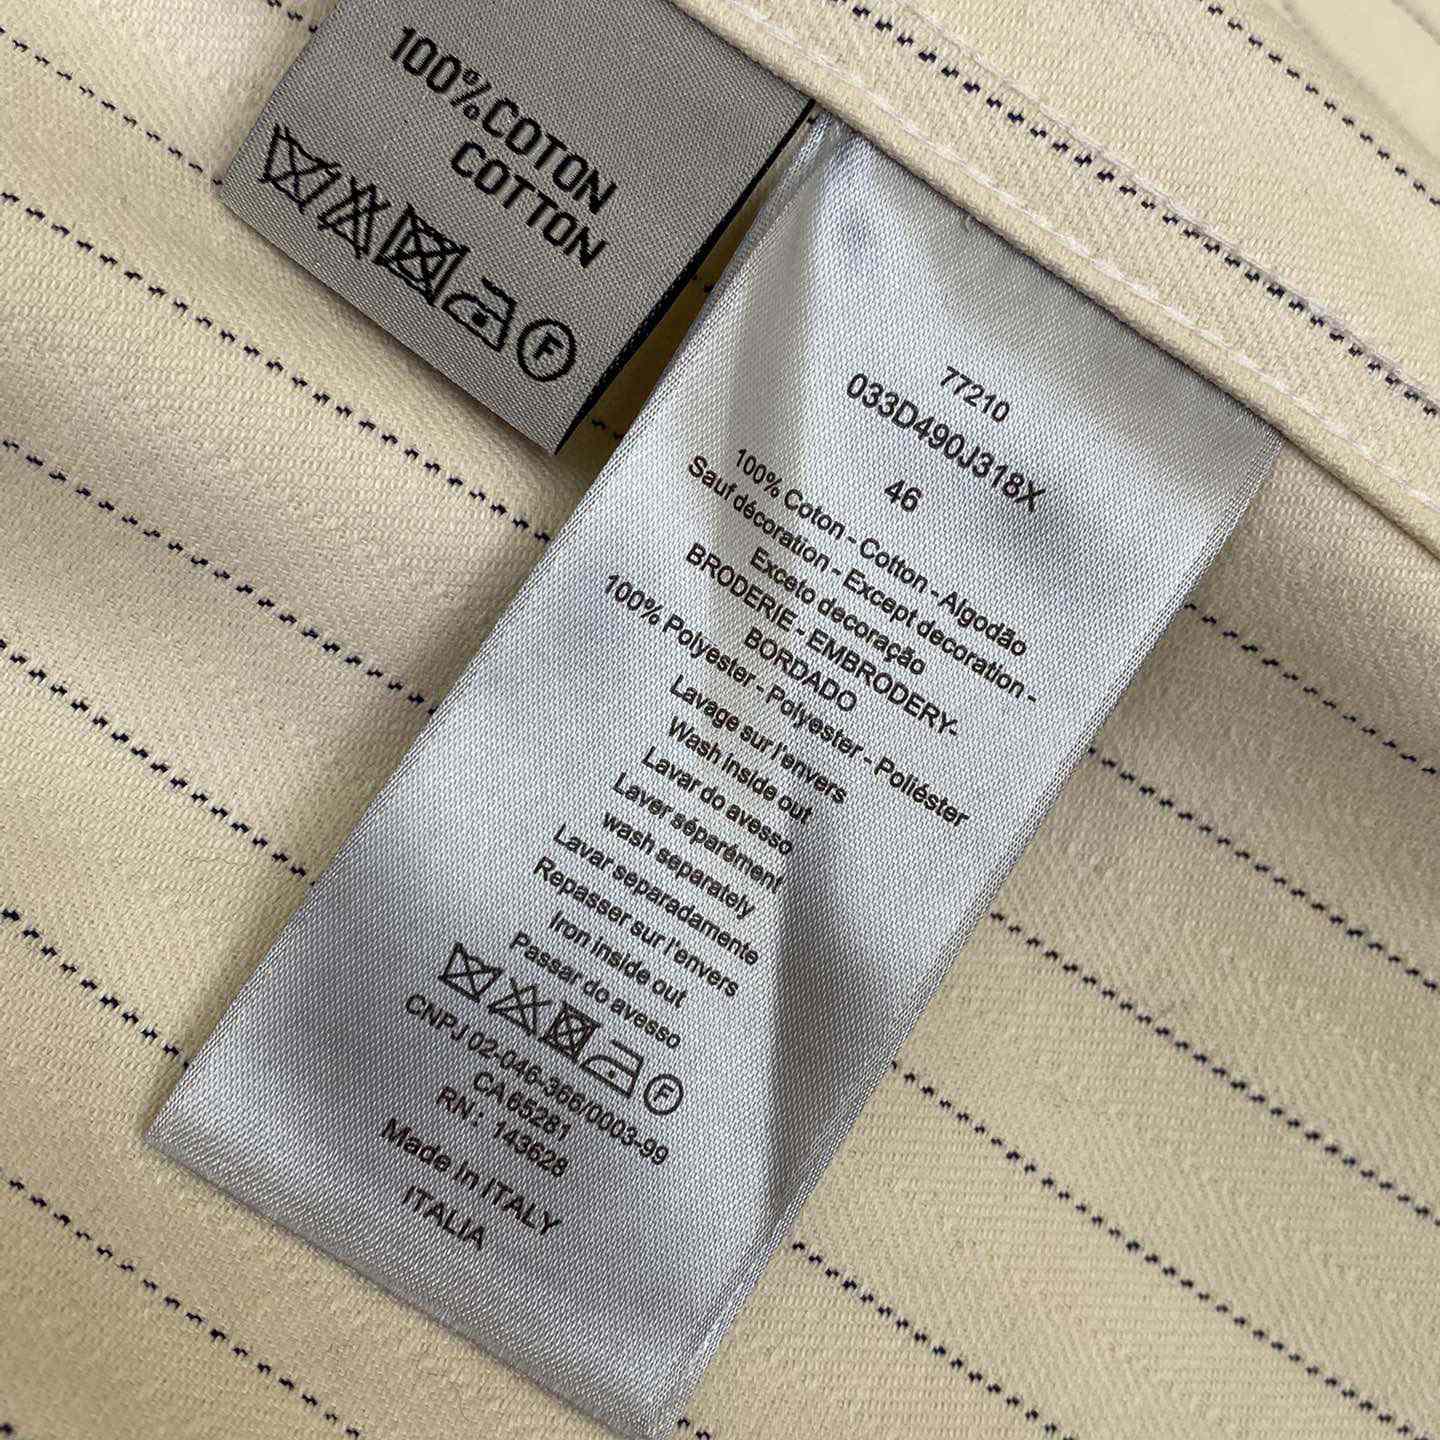 100%COTON
COTTON
F
77210
033D490J318X
46
100% Coton - Cotton - Algodão
Sauf décoration - Except decoration -
Exceto decoração
BRODERIE - EMBRODERY-
BORDADO
100% Polyester - Polyester - Poliéster
Lavage sur l'envers
Wash inside out
Lavar do avesso
Laver séparément
wash separately
Lavar separadamente
Repasser sur l'envers
Iron inside out
Passar do avesso
F
CNPJ 02-046-366/0003-99
CA 65281
RN: 143628
Made in ITALY
ITALIA